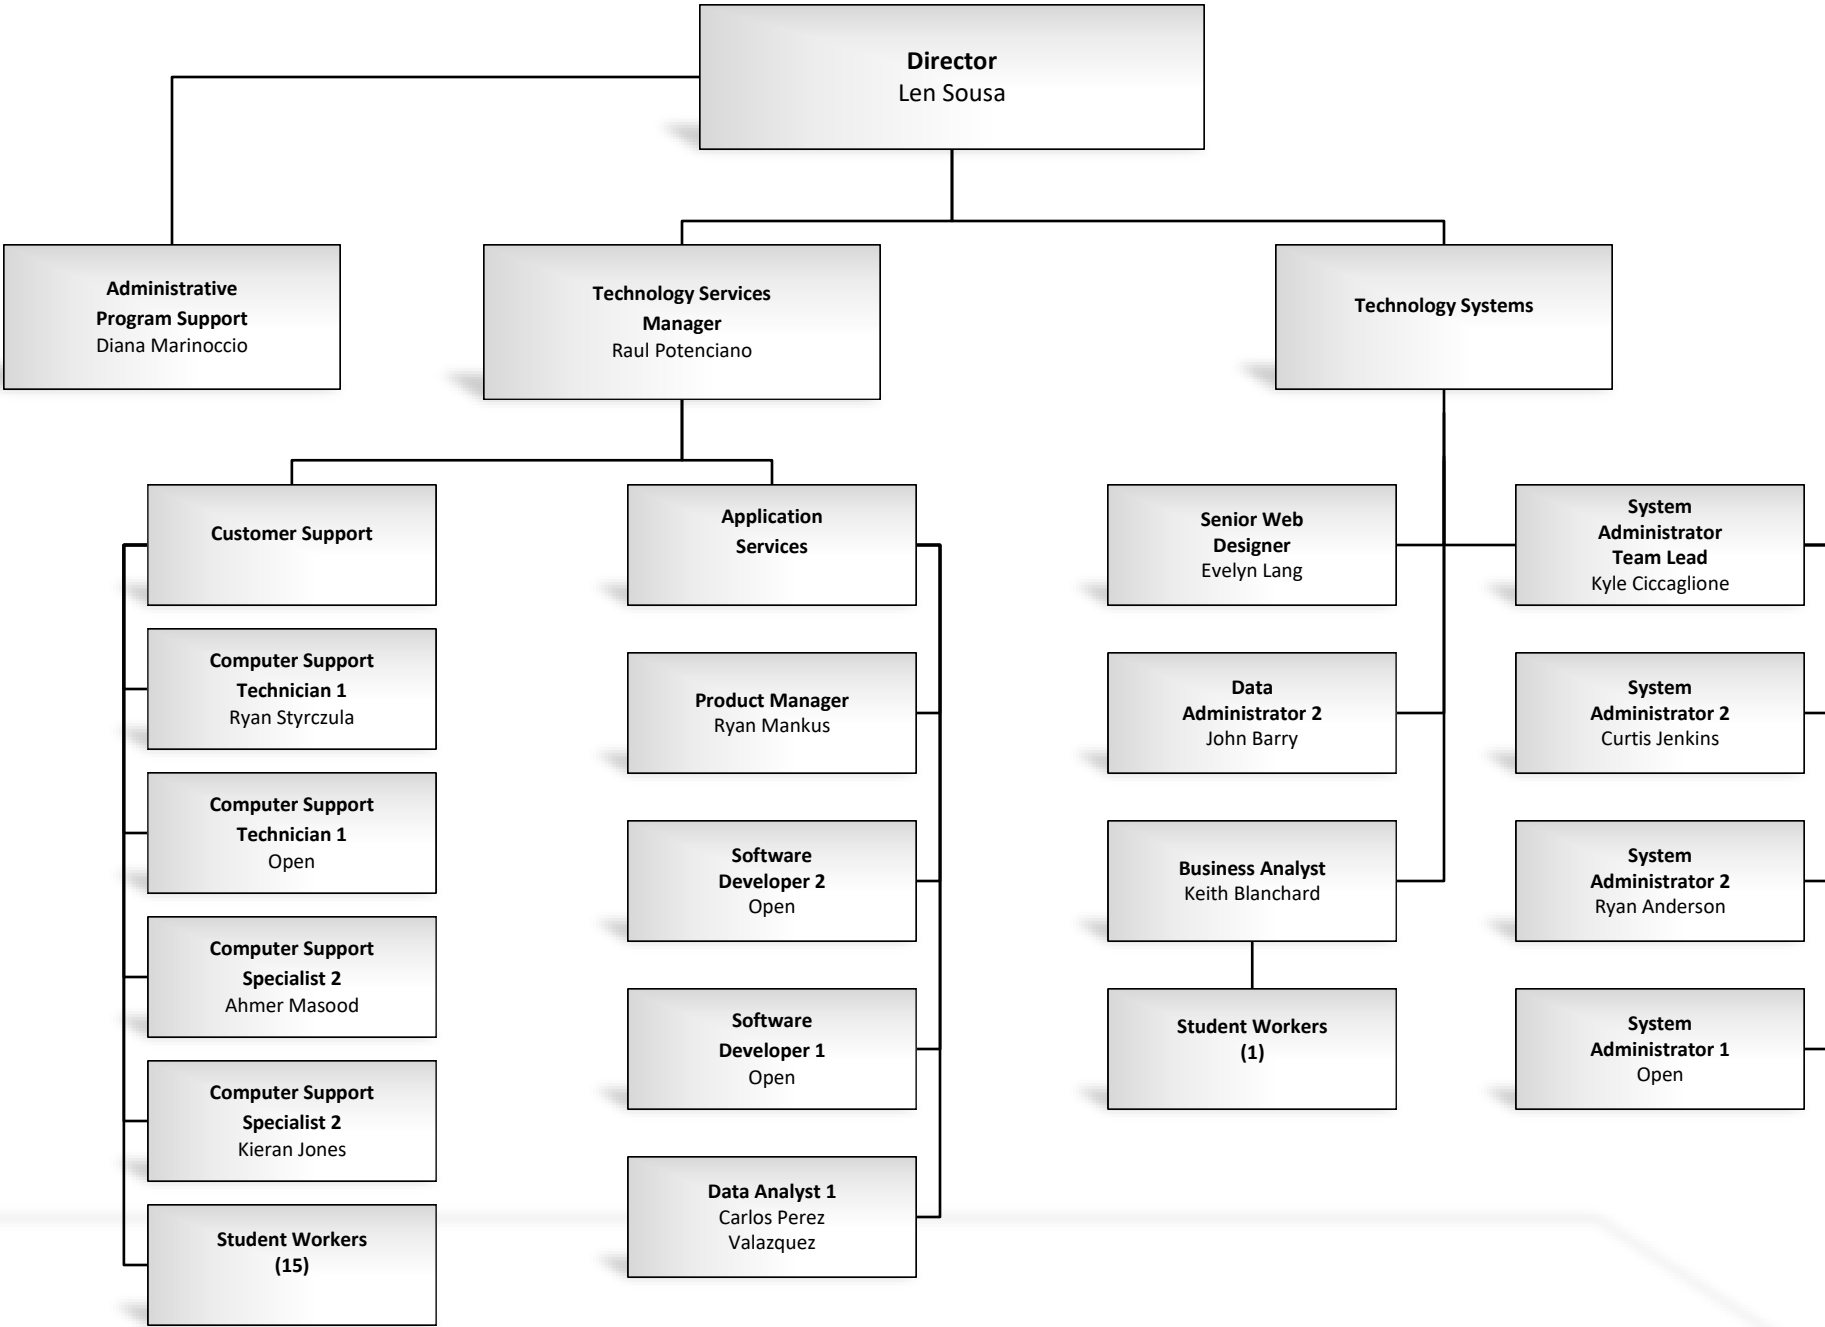 Director
Len Sousa
Administrative
Program Support
Diana Marinoccio
Technology Services
Manager
Raul Potenciano
Technology Systems
Customer Support
Computer Support
Technician 1
Ryan Styrczula
Computer Support
Technician 1
Open
Computer Support
Specialist 2
Ahmer Masood
Computer Support
Specialist 2
Kieran Jones
Student Workers
(15)
Application
Services
Product Manager
Ryan Mankus
Software
Developer 2
Open
Software
Developer 1
Open
Data Analyst 1
Carlos Perez
Valazquez
Senior Web
Designer
Evelyn Lang
Data
Administrator 2
John Barry
Business Analyst
Keith Blanchard
Student Workers
(1)
System
Administrator
Team Lead
Kyle Ciccaglione
System
Administrator 2
Curtis Jenkins
System
Administrator 2
Ryan Anderson
System
Administrator 1
Open